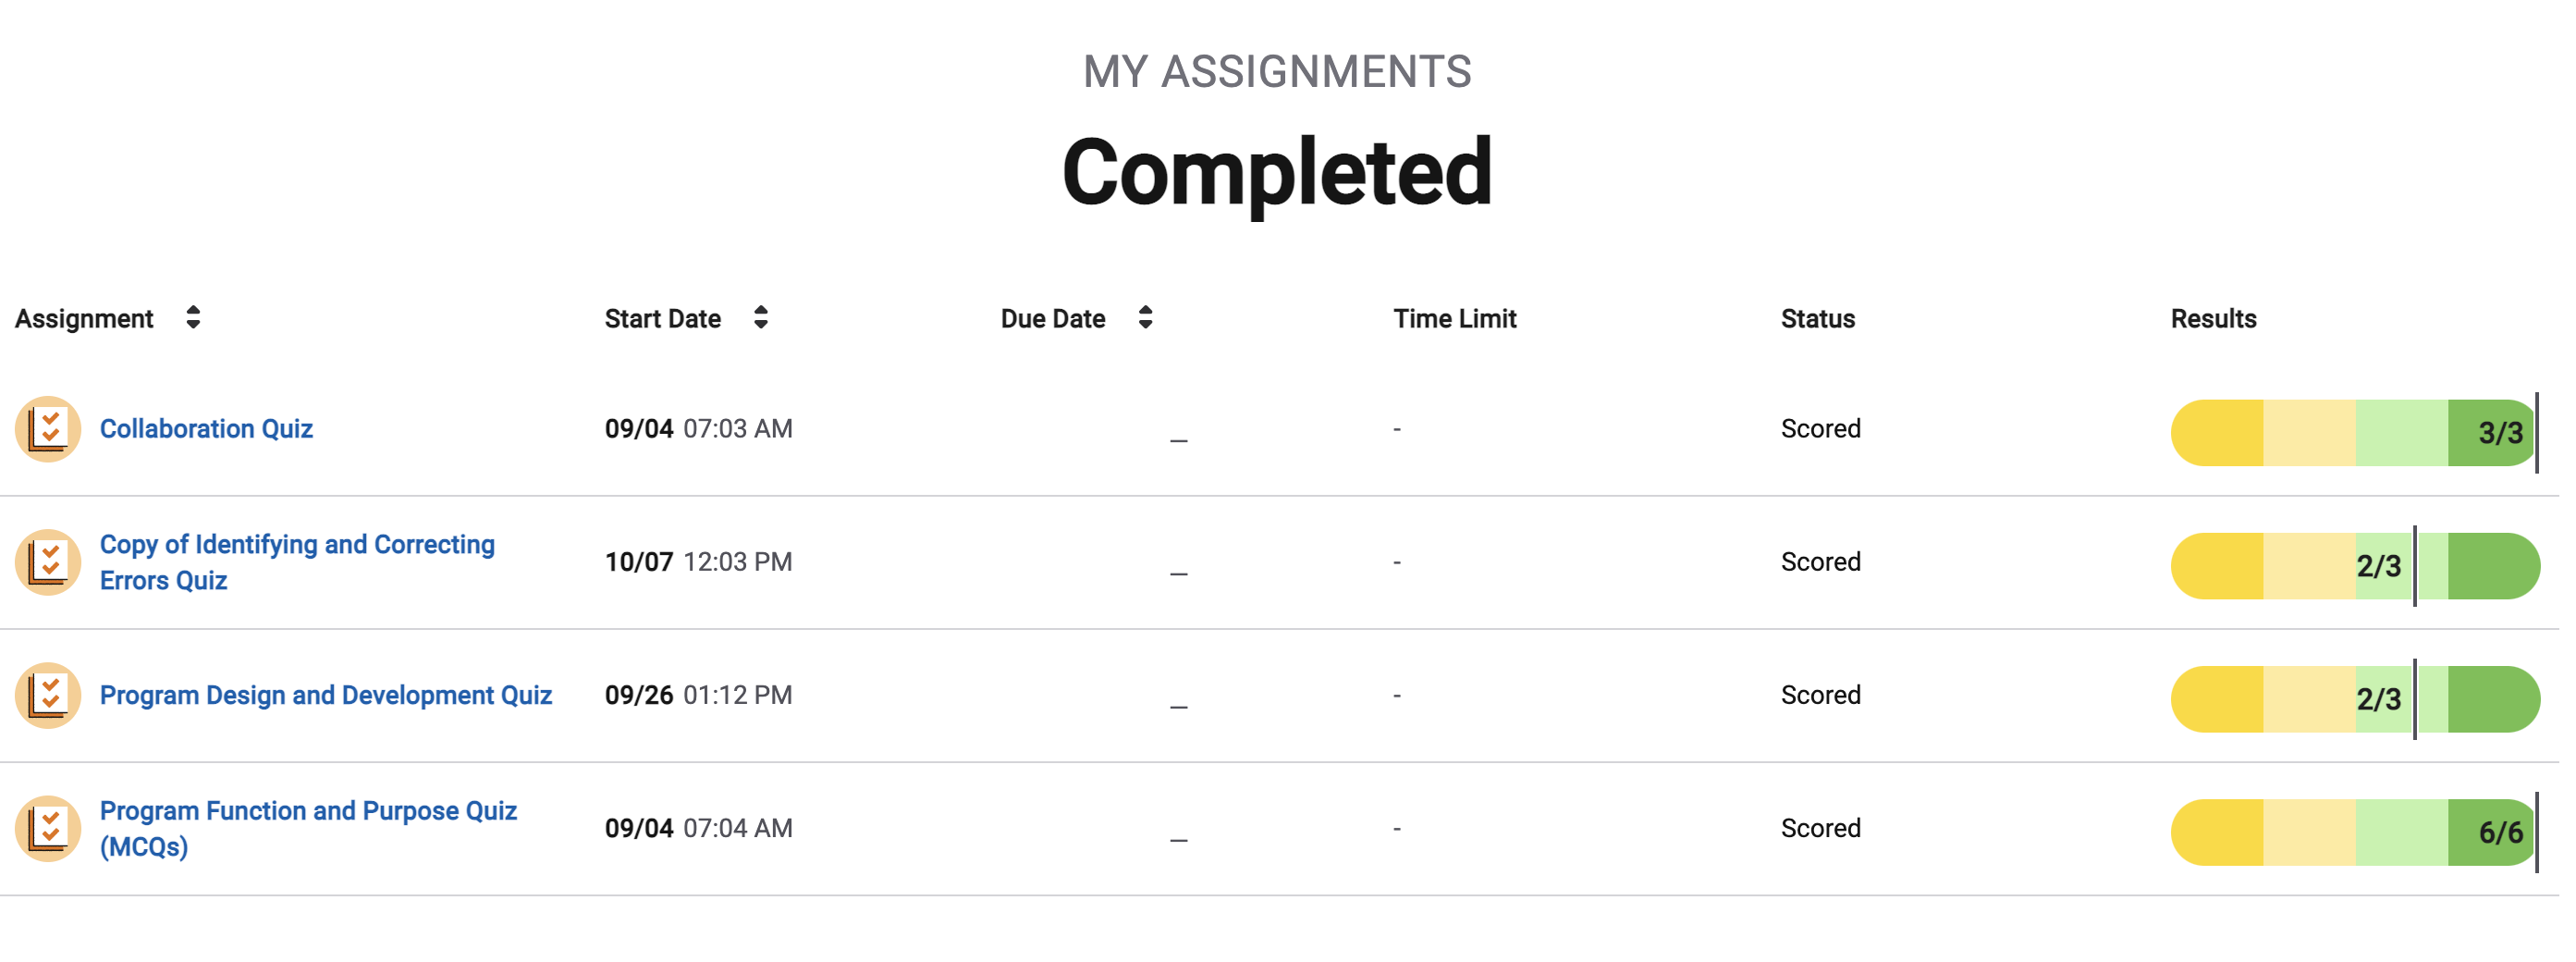 MY ASSIGNMENTS
Completed
Assignment Start Date Due Date Time Limit Status Results
Collaboration Quiz 09/04 07:03 AM _ - Scored 3/3
Copy of Identifying and Correcting
Errors Quiz 10/07 12:03 PM _ - Scored 2/3
Program Design and Development Quiz 09/26 01:12 PM _ - Scored 2/3
Program Function and Purpose Quiz
(MCQs) 09/04 07:04 AM _ - Scored 6/6